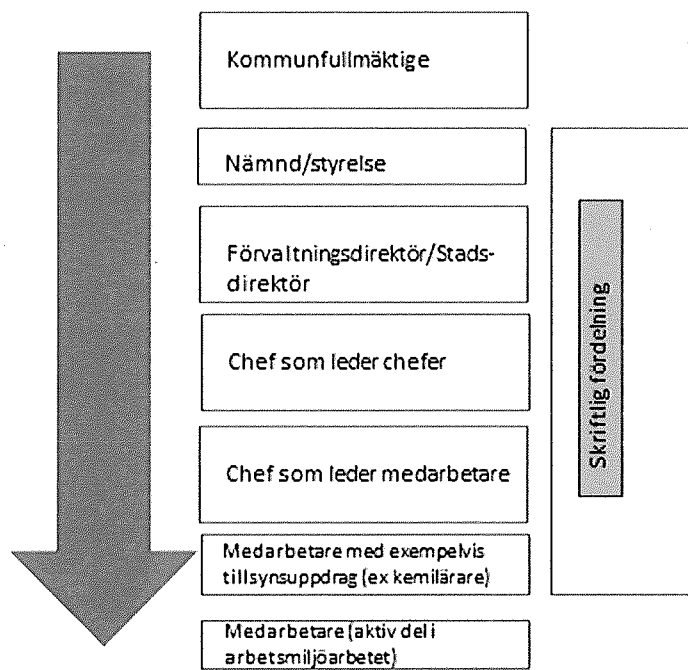 Kommunfullmäktige
Nämnd/styrelse
Förvaltningsdirektör/Stads-
direktör
Chef som leder chefer
Chef som leder medarbetare
Medarbetare med exempelvis
tillsynsuppdrag (ex kemilärare)
Medarbetare (aktiv del i
arbetsmiljöarbetet)
Skriftlig fördelning